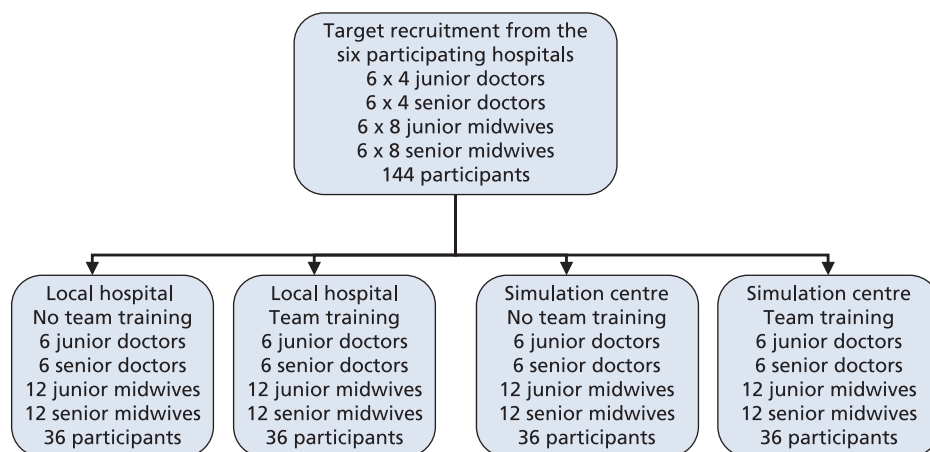 Target recruitment from the
six participating hospitals
6 x 4 junior doctors
6 x 4 senior doctors
6 x 8 junior midwives
6 x 8 senior midwives
144 participants
Local hospital
No team training
6 junior doctors
6 senior doctors
12 junior midwives
12 senior midwives
36 participants
Local hospital
Team training
6 junior doctors
6 senior doctors
12 junior midwives
12 senior midwives
36 participants
Simulation centre
No team training
6 junior doctors
6 senior doctors
12 junior midwives
12 senior midwives
36 participants
Simulation centre
Team training
6 junior doctors
6 senior doctors
12 junior midwives
12 senior midwives
36 participants